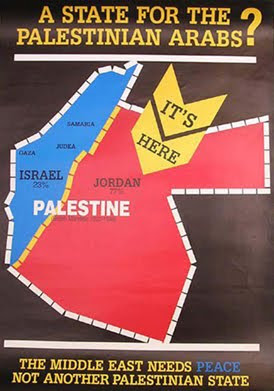 A STATE FOR THE
PALESTINIAN ARABS?
IT'S
HERE
SAMARIA
GAZA
JUDEA
ISRAEL
23%
JORDAN
77%
PALESTINE
THE MIDDLE EAST NEEDS PEACE
NOT ANOTHER PALESTINIAN STATE